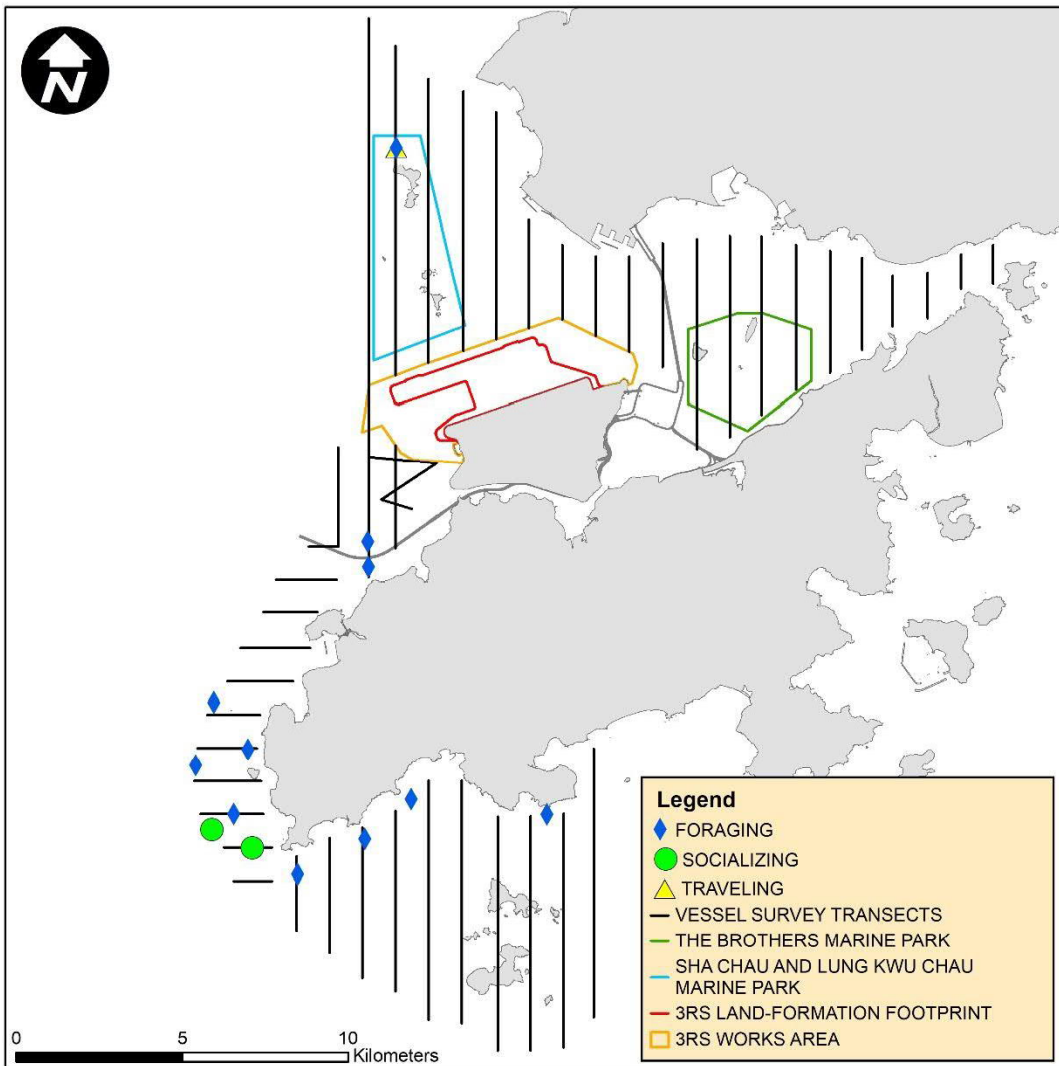 N
Legend
FORAGING
SOCIALIZING
TRAVELING
VESSEL SURVEY TRANSECTS
THE BROTHERS MARINE PARK
SHA CHAU AND LUNG KWU CHAU
MARINE PARK
3RS LAND-FORMATION FOOTPRINT
3RS WORKS AREA
0 5 10
Kilometers